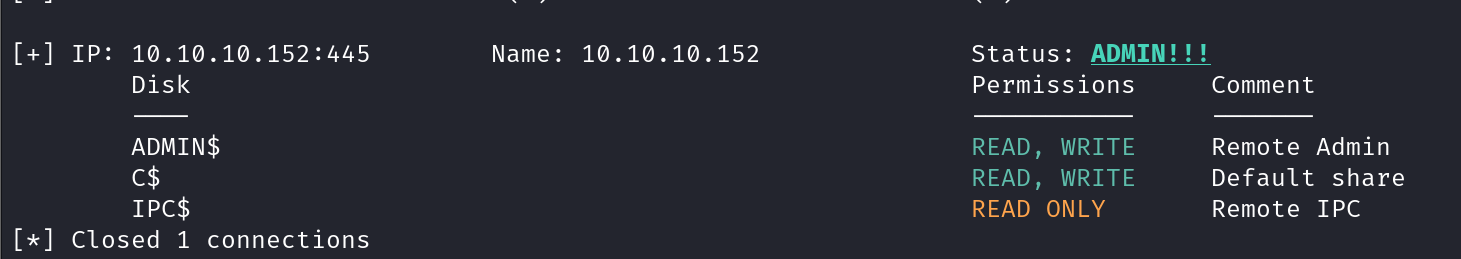 [+] IP: 10.10.10.152:445 Name: 10.10.10.152 Status: ADMIN!!!
Disk Permissions Comment
---- ----------- -------
ADMIN$ READ, WRITE Remote Admin
C$ READ, WRITE Default share
IPC$ READ ONLY Remote IPC
[*] Closed 1 connections